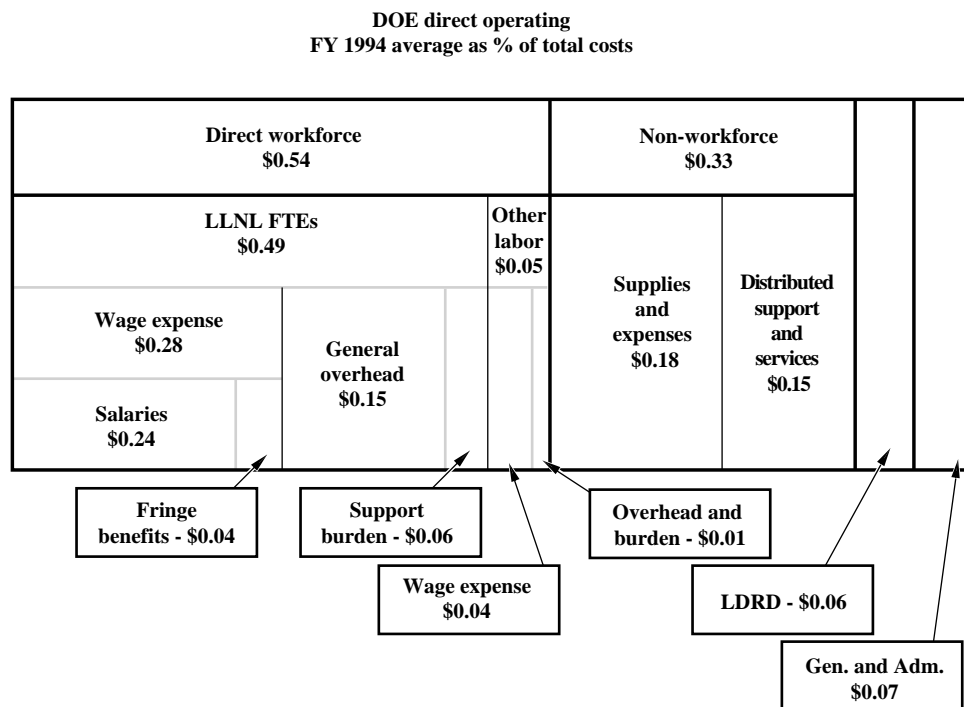 DOE direct operating
FY 1994 average as % of total costs
Direct workforce
$0.54
Non-workforce
$0.33
LLNL FTEs
$0.49
Other
labor
$0.05
Supplies
and
expenses
$0.18
Distributed
support
and
services
$0.15
Wage expense
$0.28
General
overhead
$0.15
Salaries
$0.24
Fringe
benefits - $0.04
Support
burden - $0.06
Overhead and
burden - $0.01
Wage expense
$0.04
LDRD - $0.06
Gen. and Adm.
$0.07